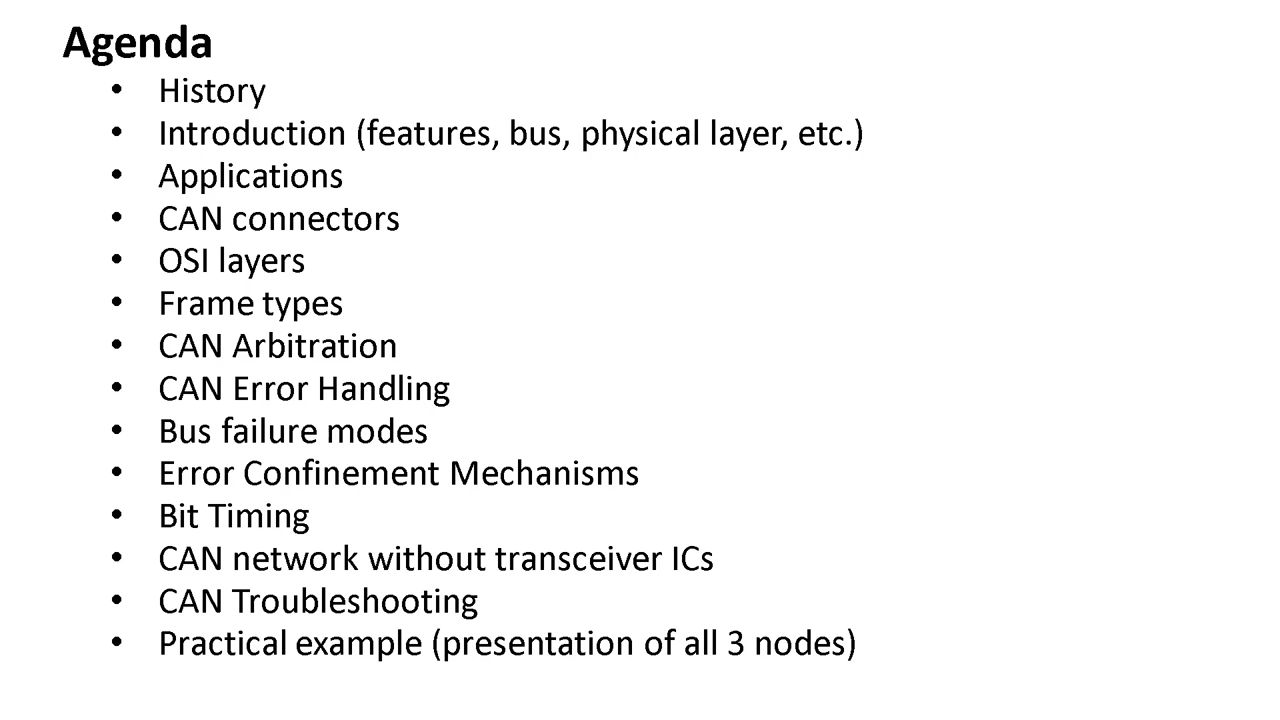 Agenda
• History
• Introduction (features, bus, physical layer, etc.)
• Applications
• CAN connectors
• OSI layers
• Frame types
• CAN Arbitration
• CAN Error Handling
• Bus failure modes
• Error Confinement Mechanisms
• Bit Timing
• CAN network without transceiver ICs
• CAN Troubleshooting
• Practical example (presentation of all 3 nodes)